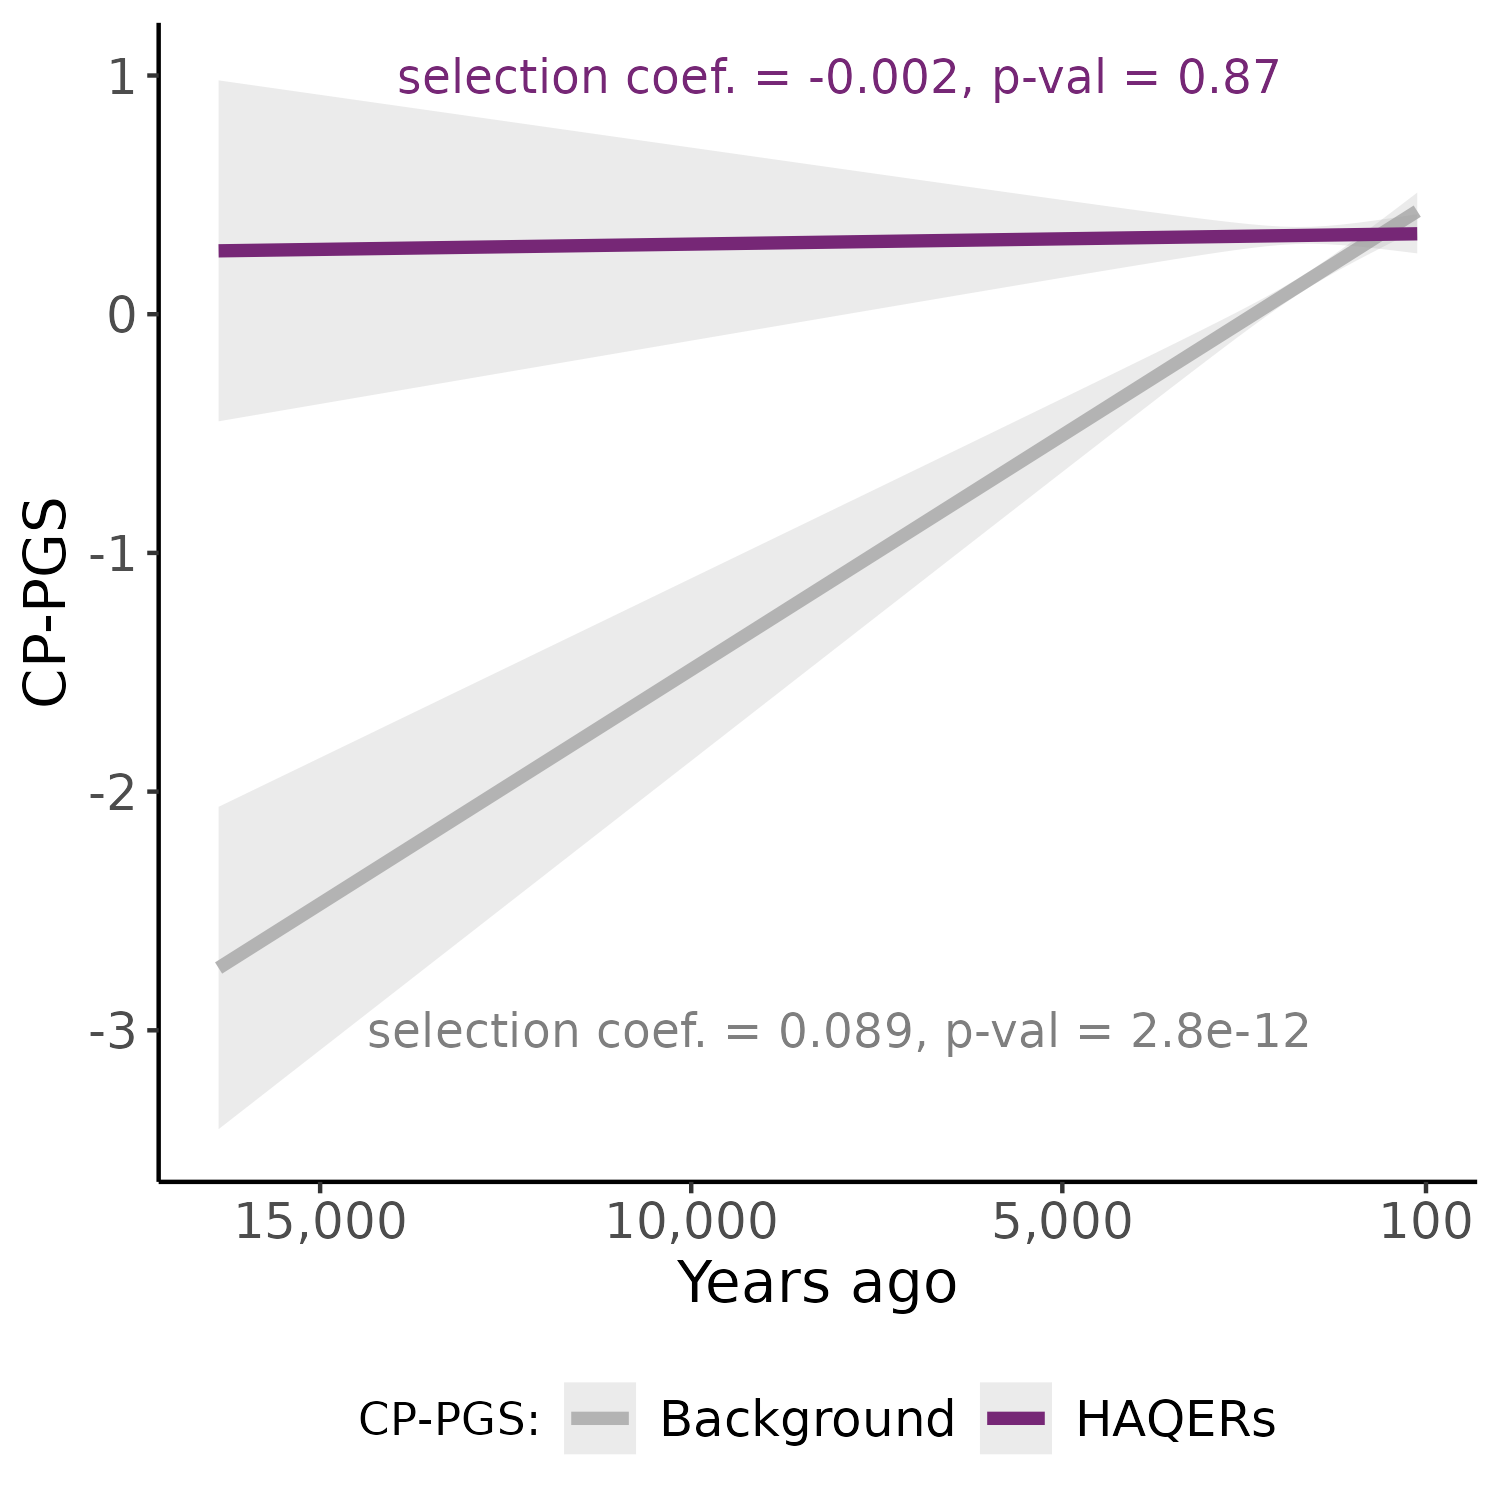 selection coef. = -0.002, p-val = 0.87
1
0
-1
-2
-3
CP-PGS
selection coef. = 0.089, p-val = 2.8e-12
15,000 10,000 5,000 100
Years ago
CP-PGS: Background HAQERs